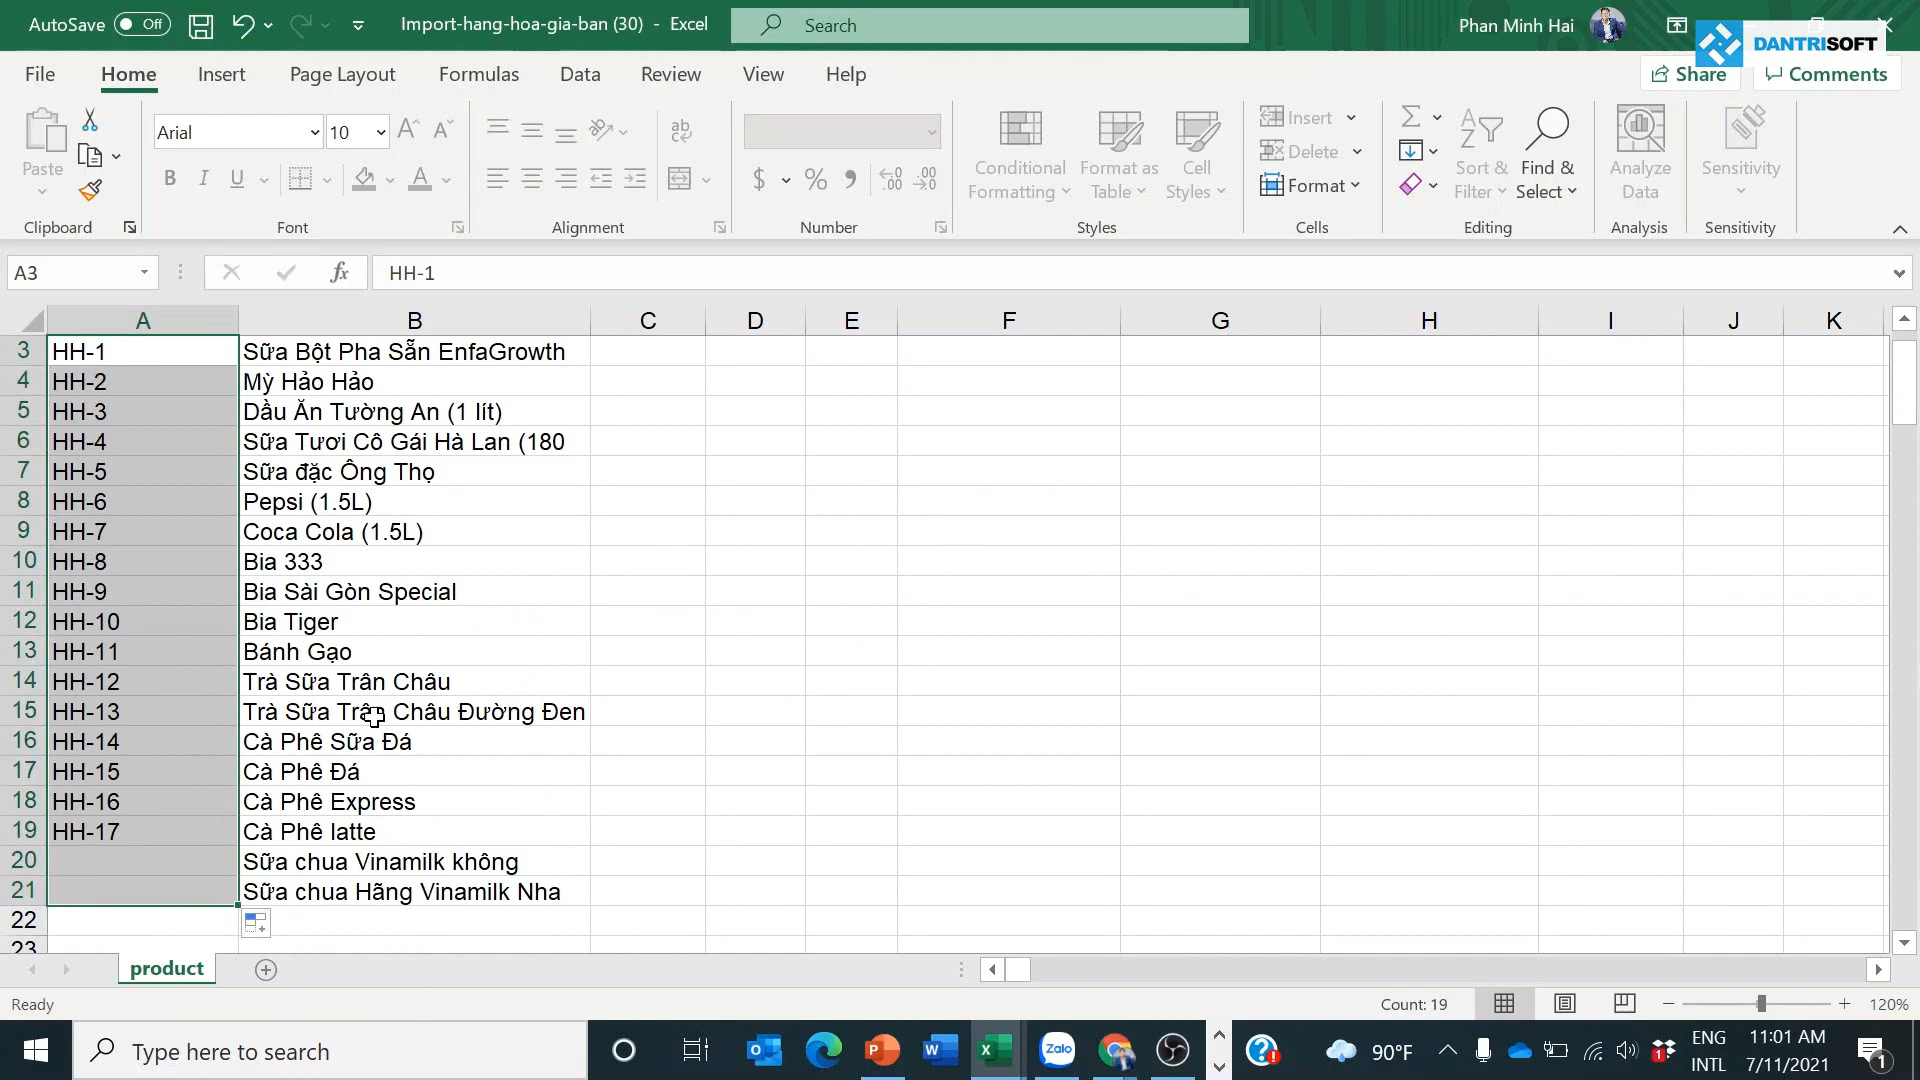 AutoSave Off Import-hang-hoa-gia-ban (30) - Excel Search Phan Minh Hai DANTRISOFT
File Home Insert Page Layout Formulas Data Review View Help Share Comments
Paste Arial 10 Insert Delete Format
Conditional Formatting Format as Table Cell Styles Sort & Filter Find & Select Analyze Data Sensitivity
Clipboard Font Alignment Number Styles Cells Editing Analysis Sensitivity
A3 fx HH-1
A B C D E F G H I J K
3 HH-1 Sữa Bột Pha Sẵn EnfaGrowth
4 HH-2 Mỳ Hảo Hảo
5 HH-3 Dầu Ăn Tường An (1 lít)
6 HH-4 Sữa Tươi Cô Gái Hà Lan (180
7 HH-5 Sữa đặc Ông Thọ
8 HH-6 Pepsi (1.5L)
9 HH-7 Coca Cola (1.5L)
10 HH-8 Bia 333
11 HH-9 Bia Sài Gòn Special
12 HH-10 Bia Tiger
13 HH-11 Bánh Gạo
14 HH-12 Trà Sữa Trân Châu
15 HH-13 Trà Sữa Trân Châu Đường Đen
16 HH-14 Cà Phê Sữa Đá
17 HH-15 Cà Phê Đá
18 HH-16 Cà Phê Express
19 HH-17 Cà Phê latte
20 Sữa chua Vinamilk không
21 Sữa chua Hãng Vinamilk Nha
22
23
product
Ready Count: 19 120%
Type here to search Zalo 90°F ENG 11:01 AM
INTL 7/11/2021